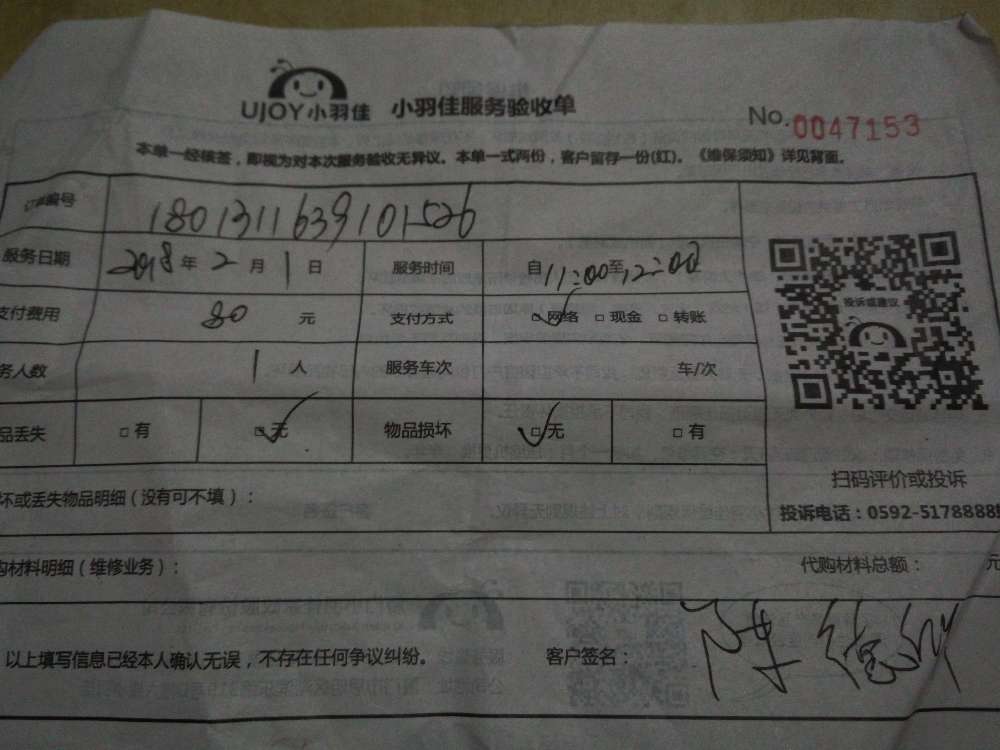 UJOY小羽佳 小羽佳服务验收单 No.0047153
本单一经核签，即视为对本次服务验收无异议。本单一式两份，客户留存一份(红)。《维保须知》详见背面。
订单编号 1801311639101526
服务日期 2018年2月1日 服务时间 自11:00至12:00
支付费用 80 元 支付方式 □网络 □现金 □转账
务人数 1人 服务车次 车/次
品丢失 □有 □无 物品损坏 □无 □有
投诉或建议
扫码评价或投诉
投诉电话：0592-5178888
坏或丢失物品明细（没有可不填）：
购材料明细（维修业务）： 代购材料总额： 元
以上填写信息已经本人确认无误，不存在任何争议纠纷。 客户签名：